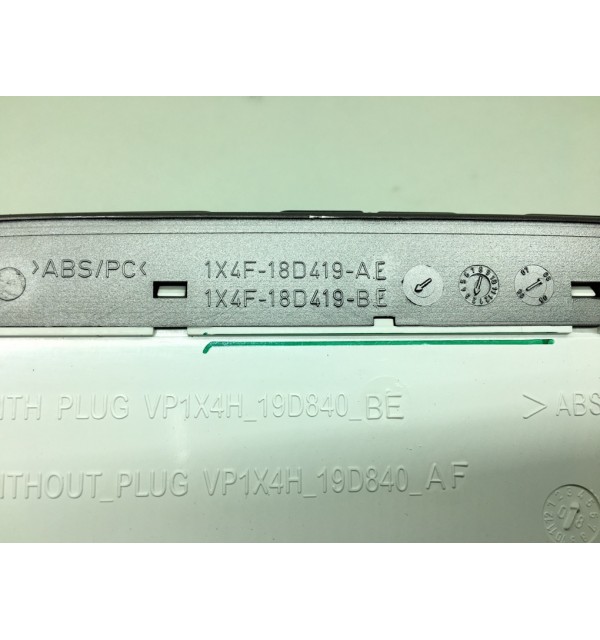 >ABS/PC< 1X4F-18D419-AE
1X4F-18D419-BE
ITH PLUG VP1X4H_19D840_BE > ABS
ITHOUT_PLUG VP1X4H_19D840_AF